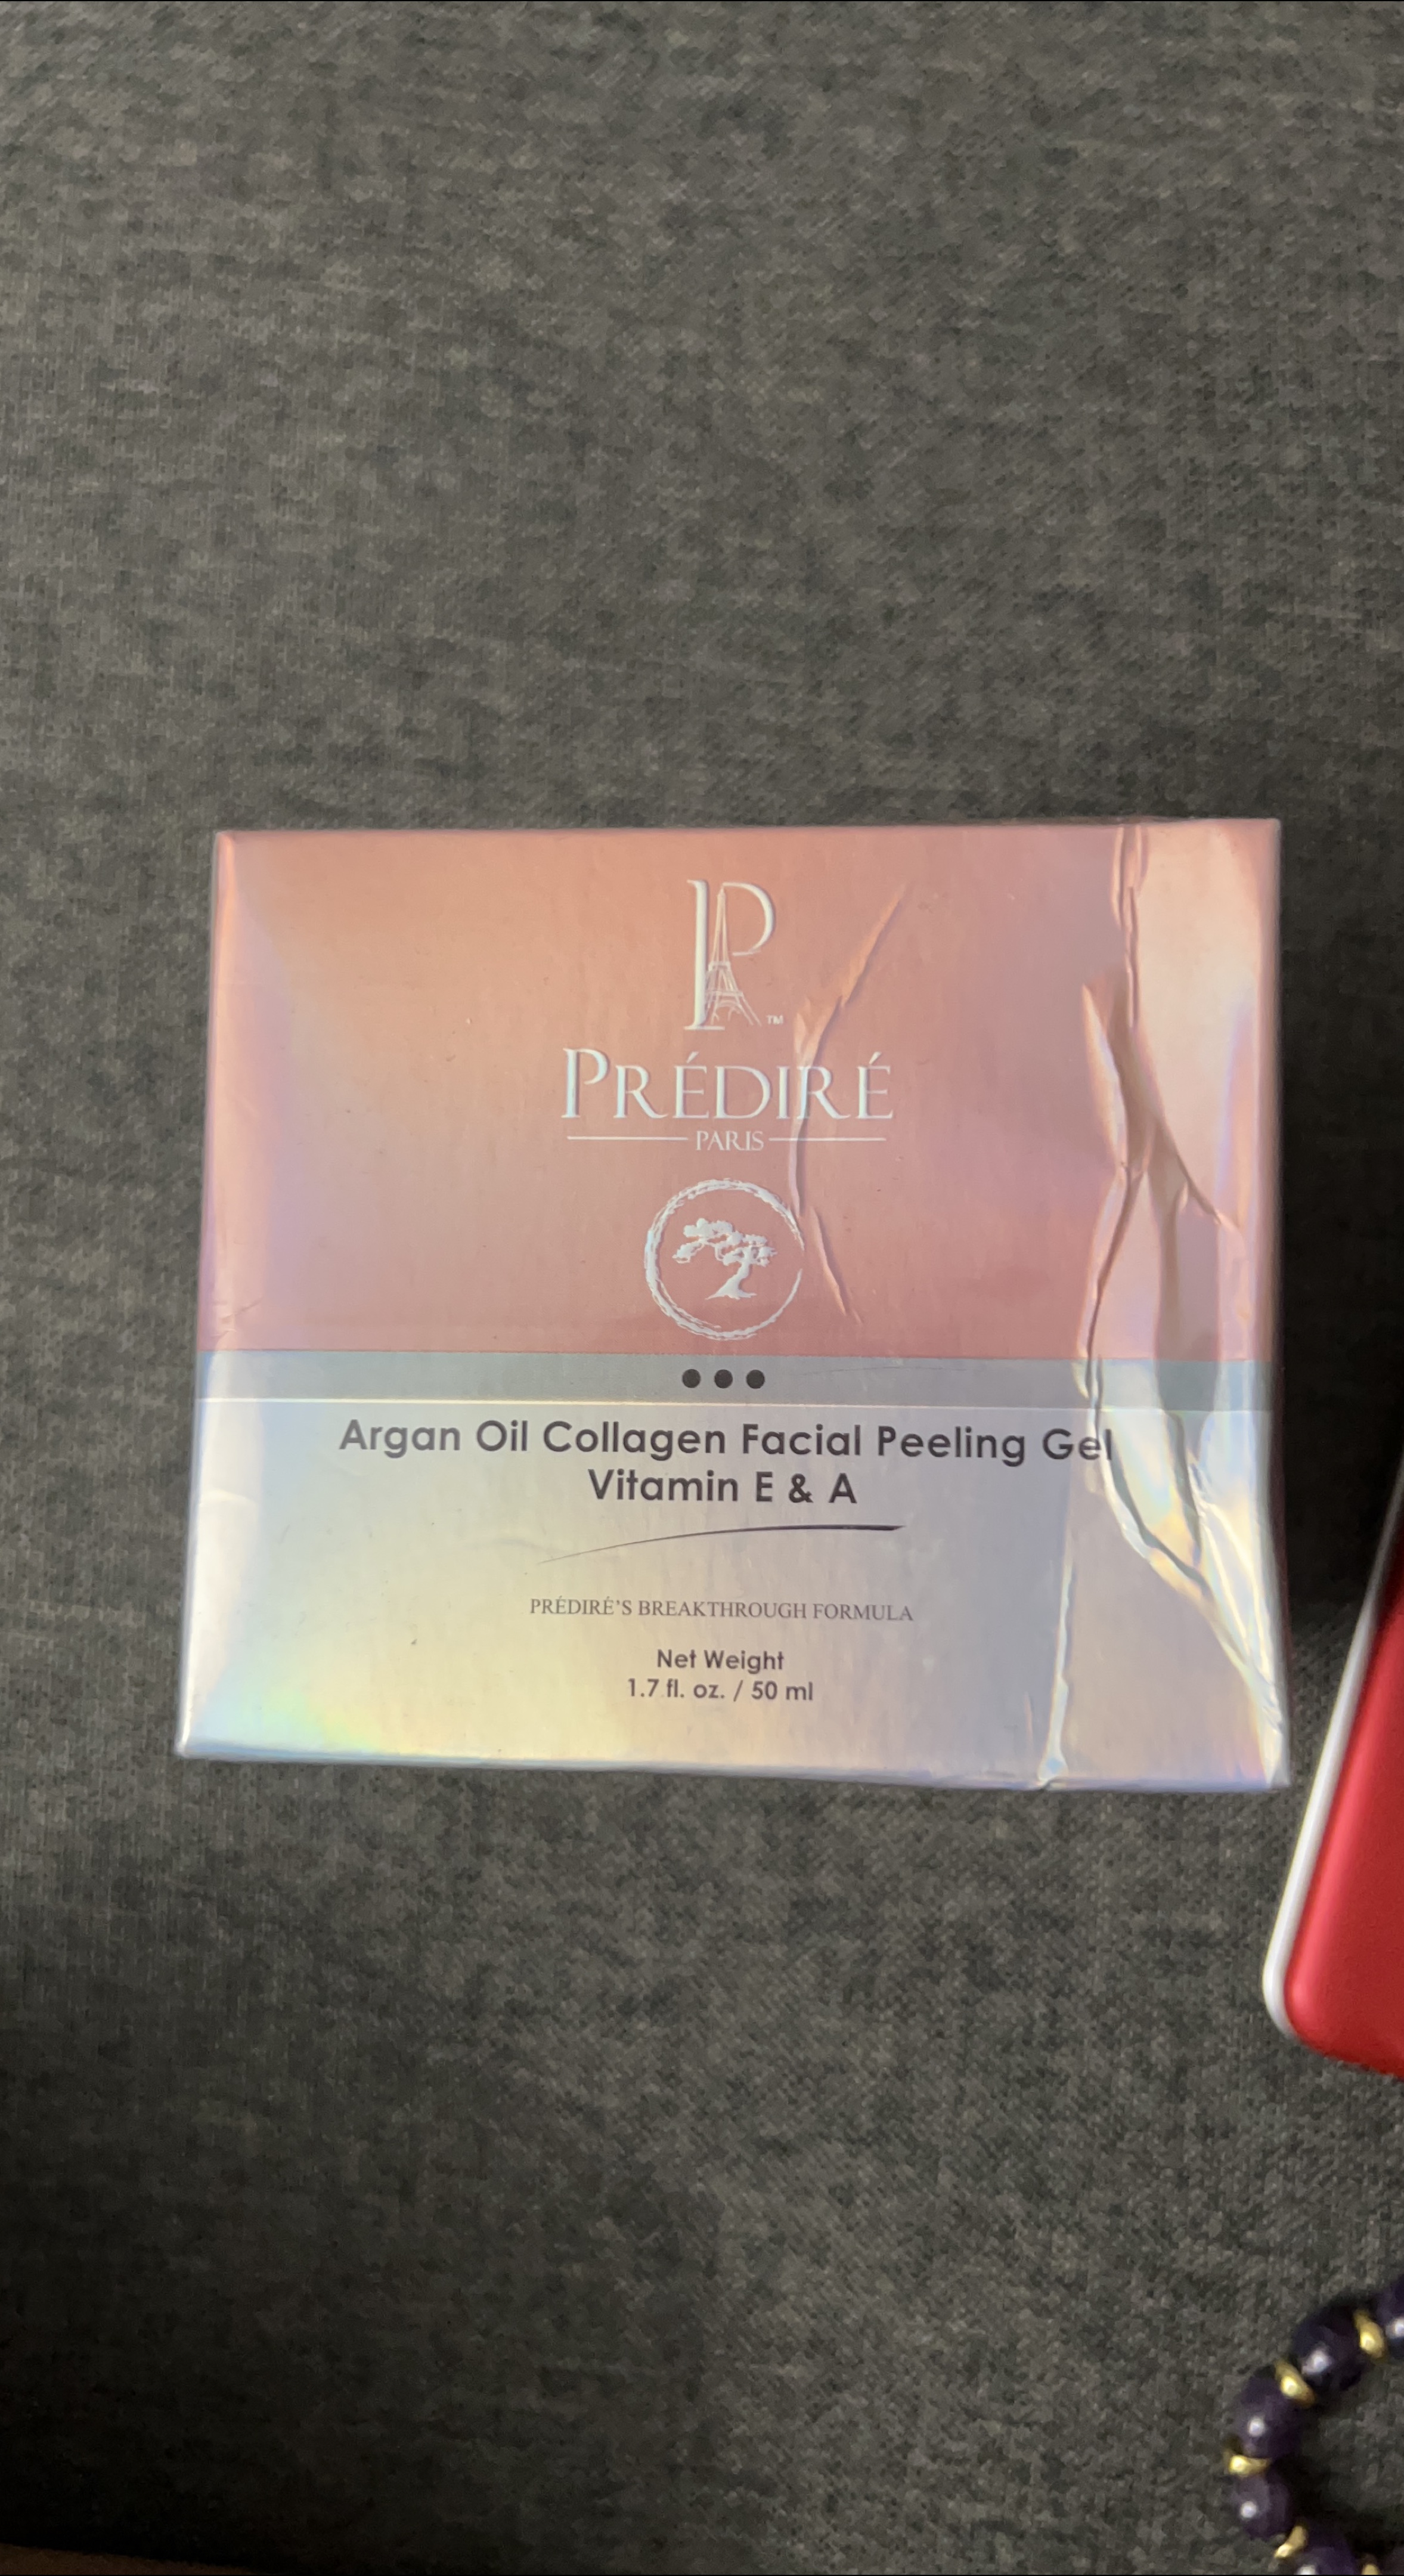 P
TM
PRÉDIRÉ
PARIS
Argan Oil Collagen Facial Peeling Gel
Vitamin E & A
PRÉDIRÉ'S BREAKTHROUGH FORMULA
Net Weight
1.7 fl. oz. / 50 ml